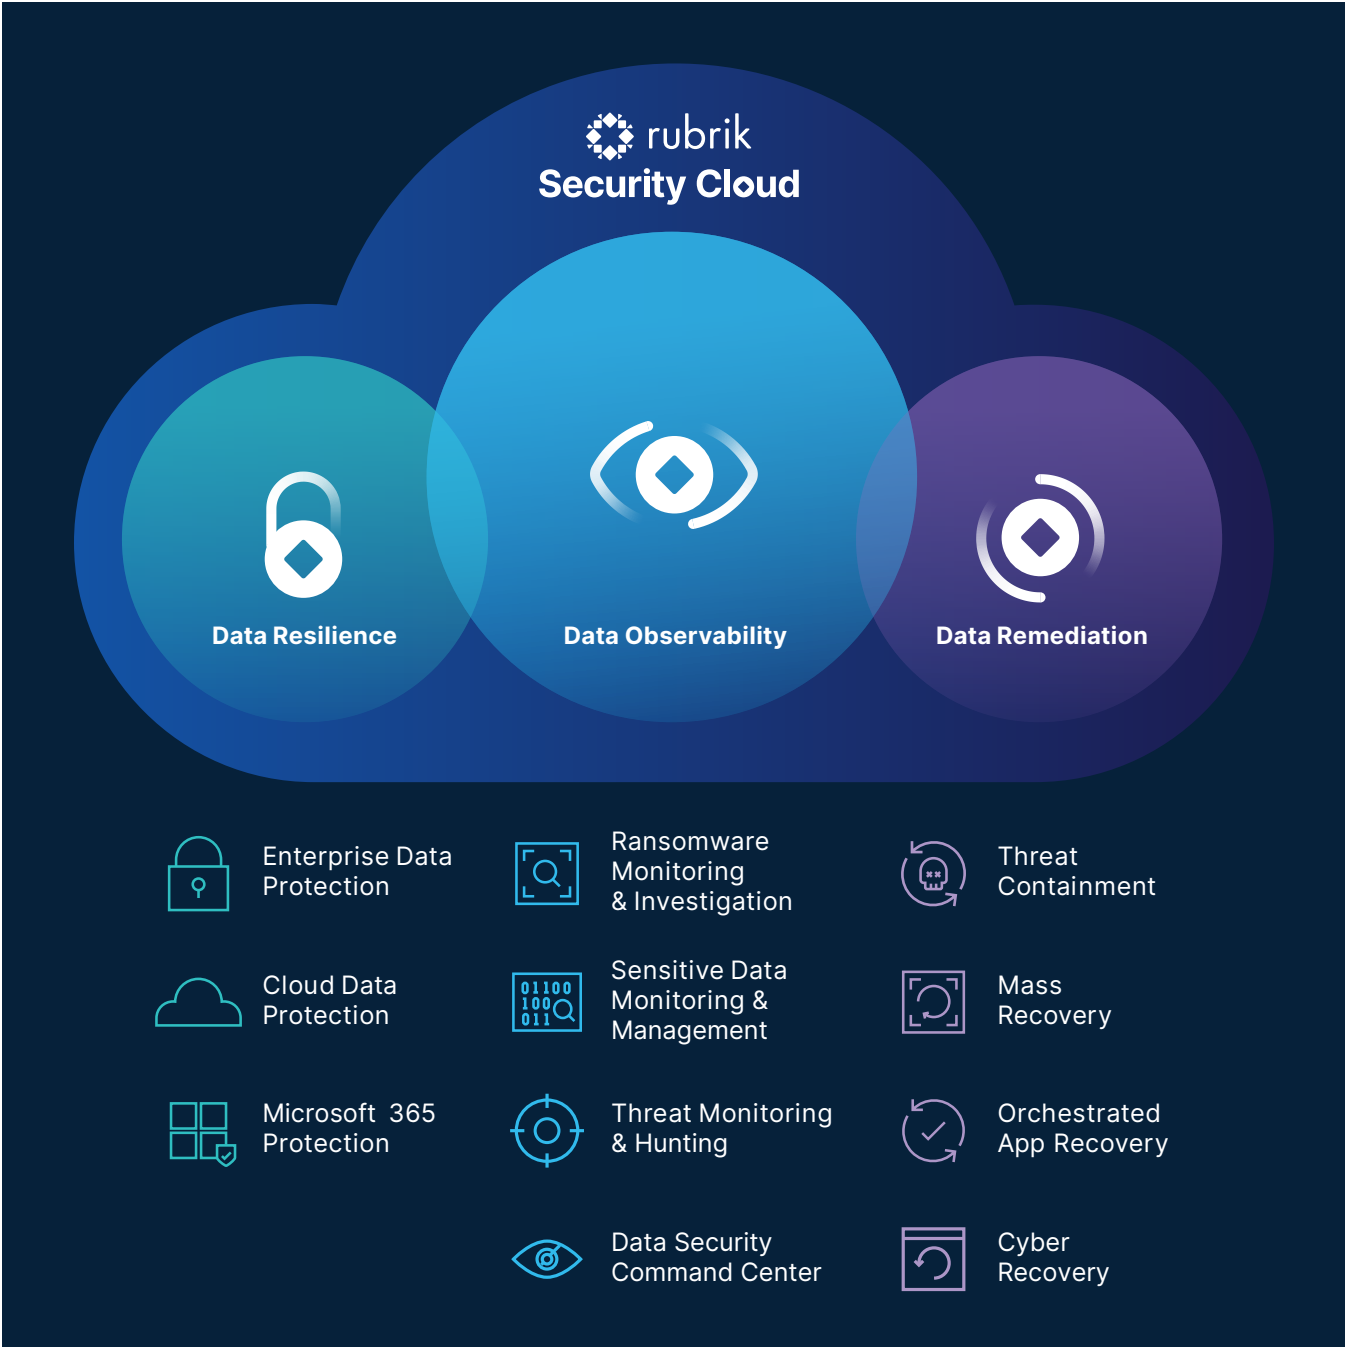 rubrik
Security Cloud
Data Resilience
Data Observability
Data Remediation
Enterprise Data
Protection
Cloud Data
Protection
Microsoft 365
Protection
Ransomware
Monitoring
& Investigation
01100
100
011
Sensitive Data
Monitoring &
Management
Threat Monitoring
& Hunting
Data Security
Command Center
Threat
Containment
Mass
Recovery
Orchestrated
App Recovery
Cyber
Recovery